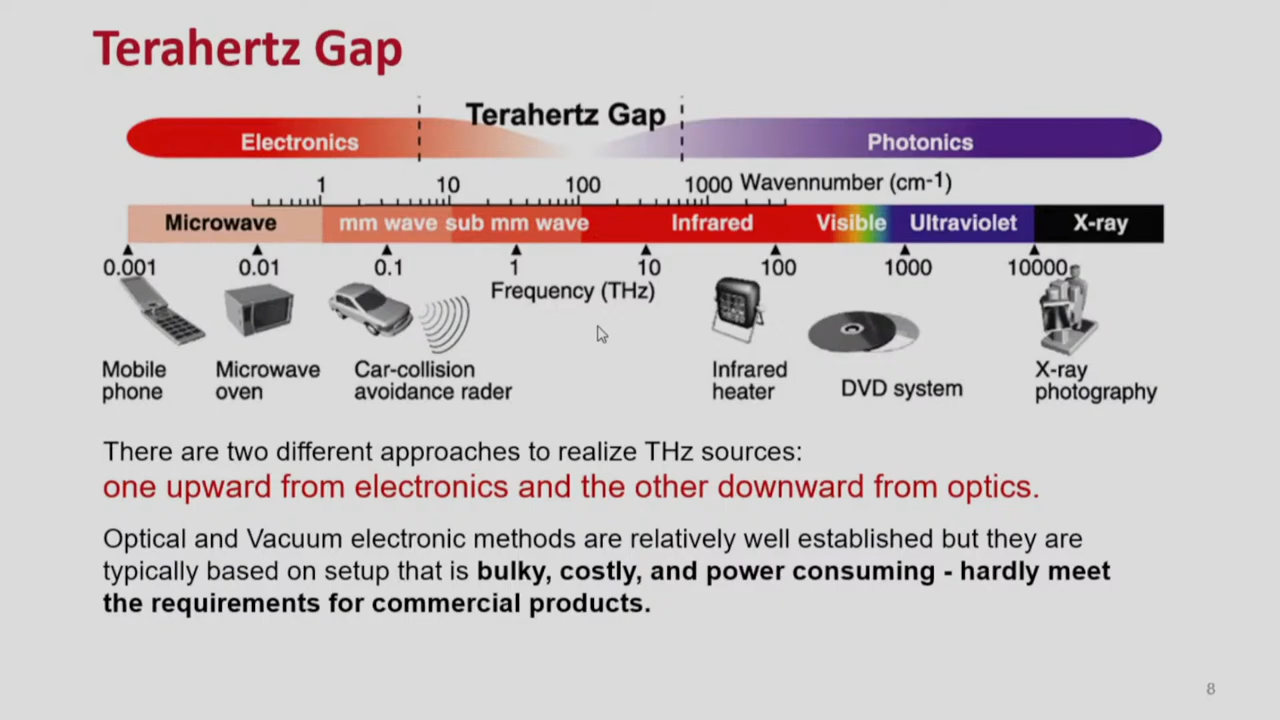 Terahertz Gap
Terahertz Gap
Electronics
Photonics
1 10 100 1000 Wavennumber (cm-1)
Microwave mm wave sub mm wave Infrared Visible Ultraviolet X-ray
0.001 0.01 0.1 1 10 100 1000 10000
Frequency (THz)
Mobile
phone
Microwave
oven
Car-collision
avoidance rader
Infrared
heater
DVD system
X-ray
photography
There are two different approaches to realize THz sources:
one upward from electronics and the other downward from optics.
Optical and Vacuum electronic methods are relatively well established but they are
typically based on setup that is bulky, costly, and power consuming - hardly meet
the requirements for commercial products.
8